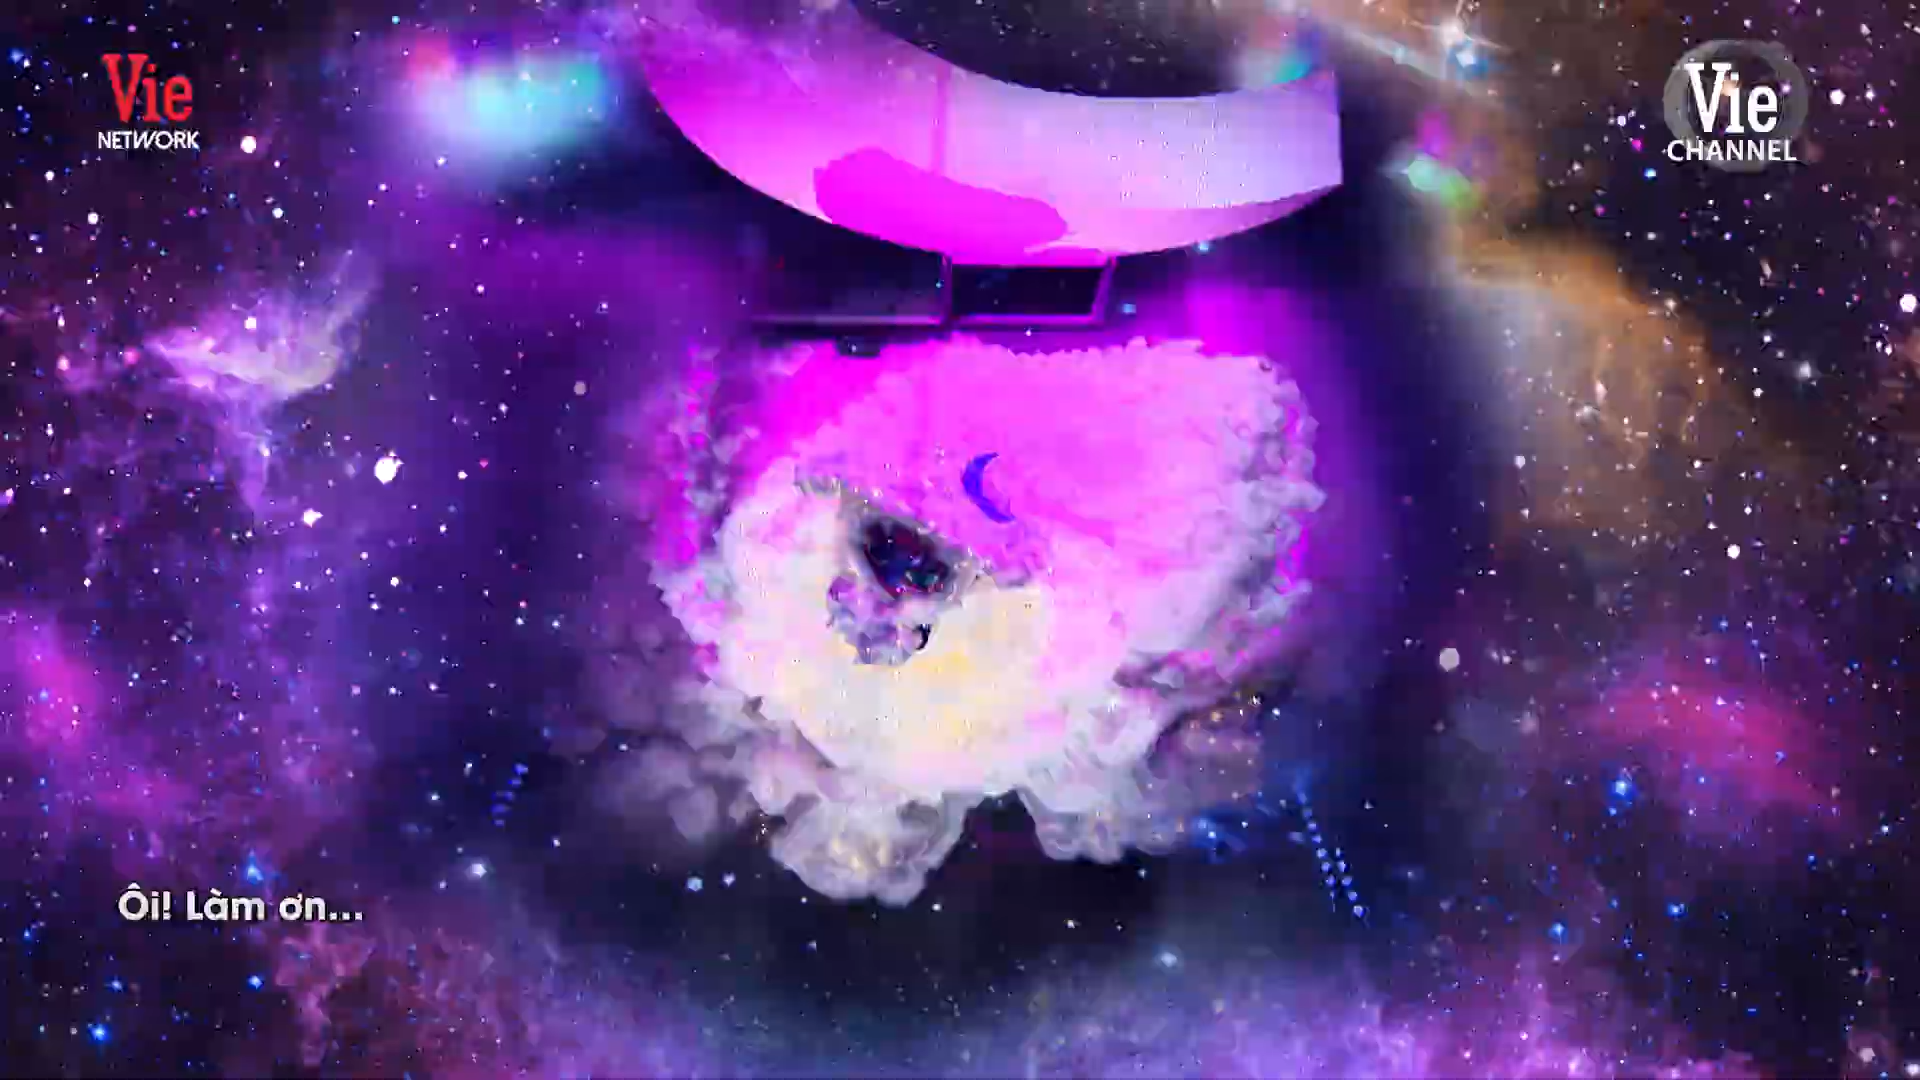 Vie
NETWORK
Vie
CHANNEL
Ôi! Làm ơn...